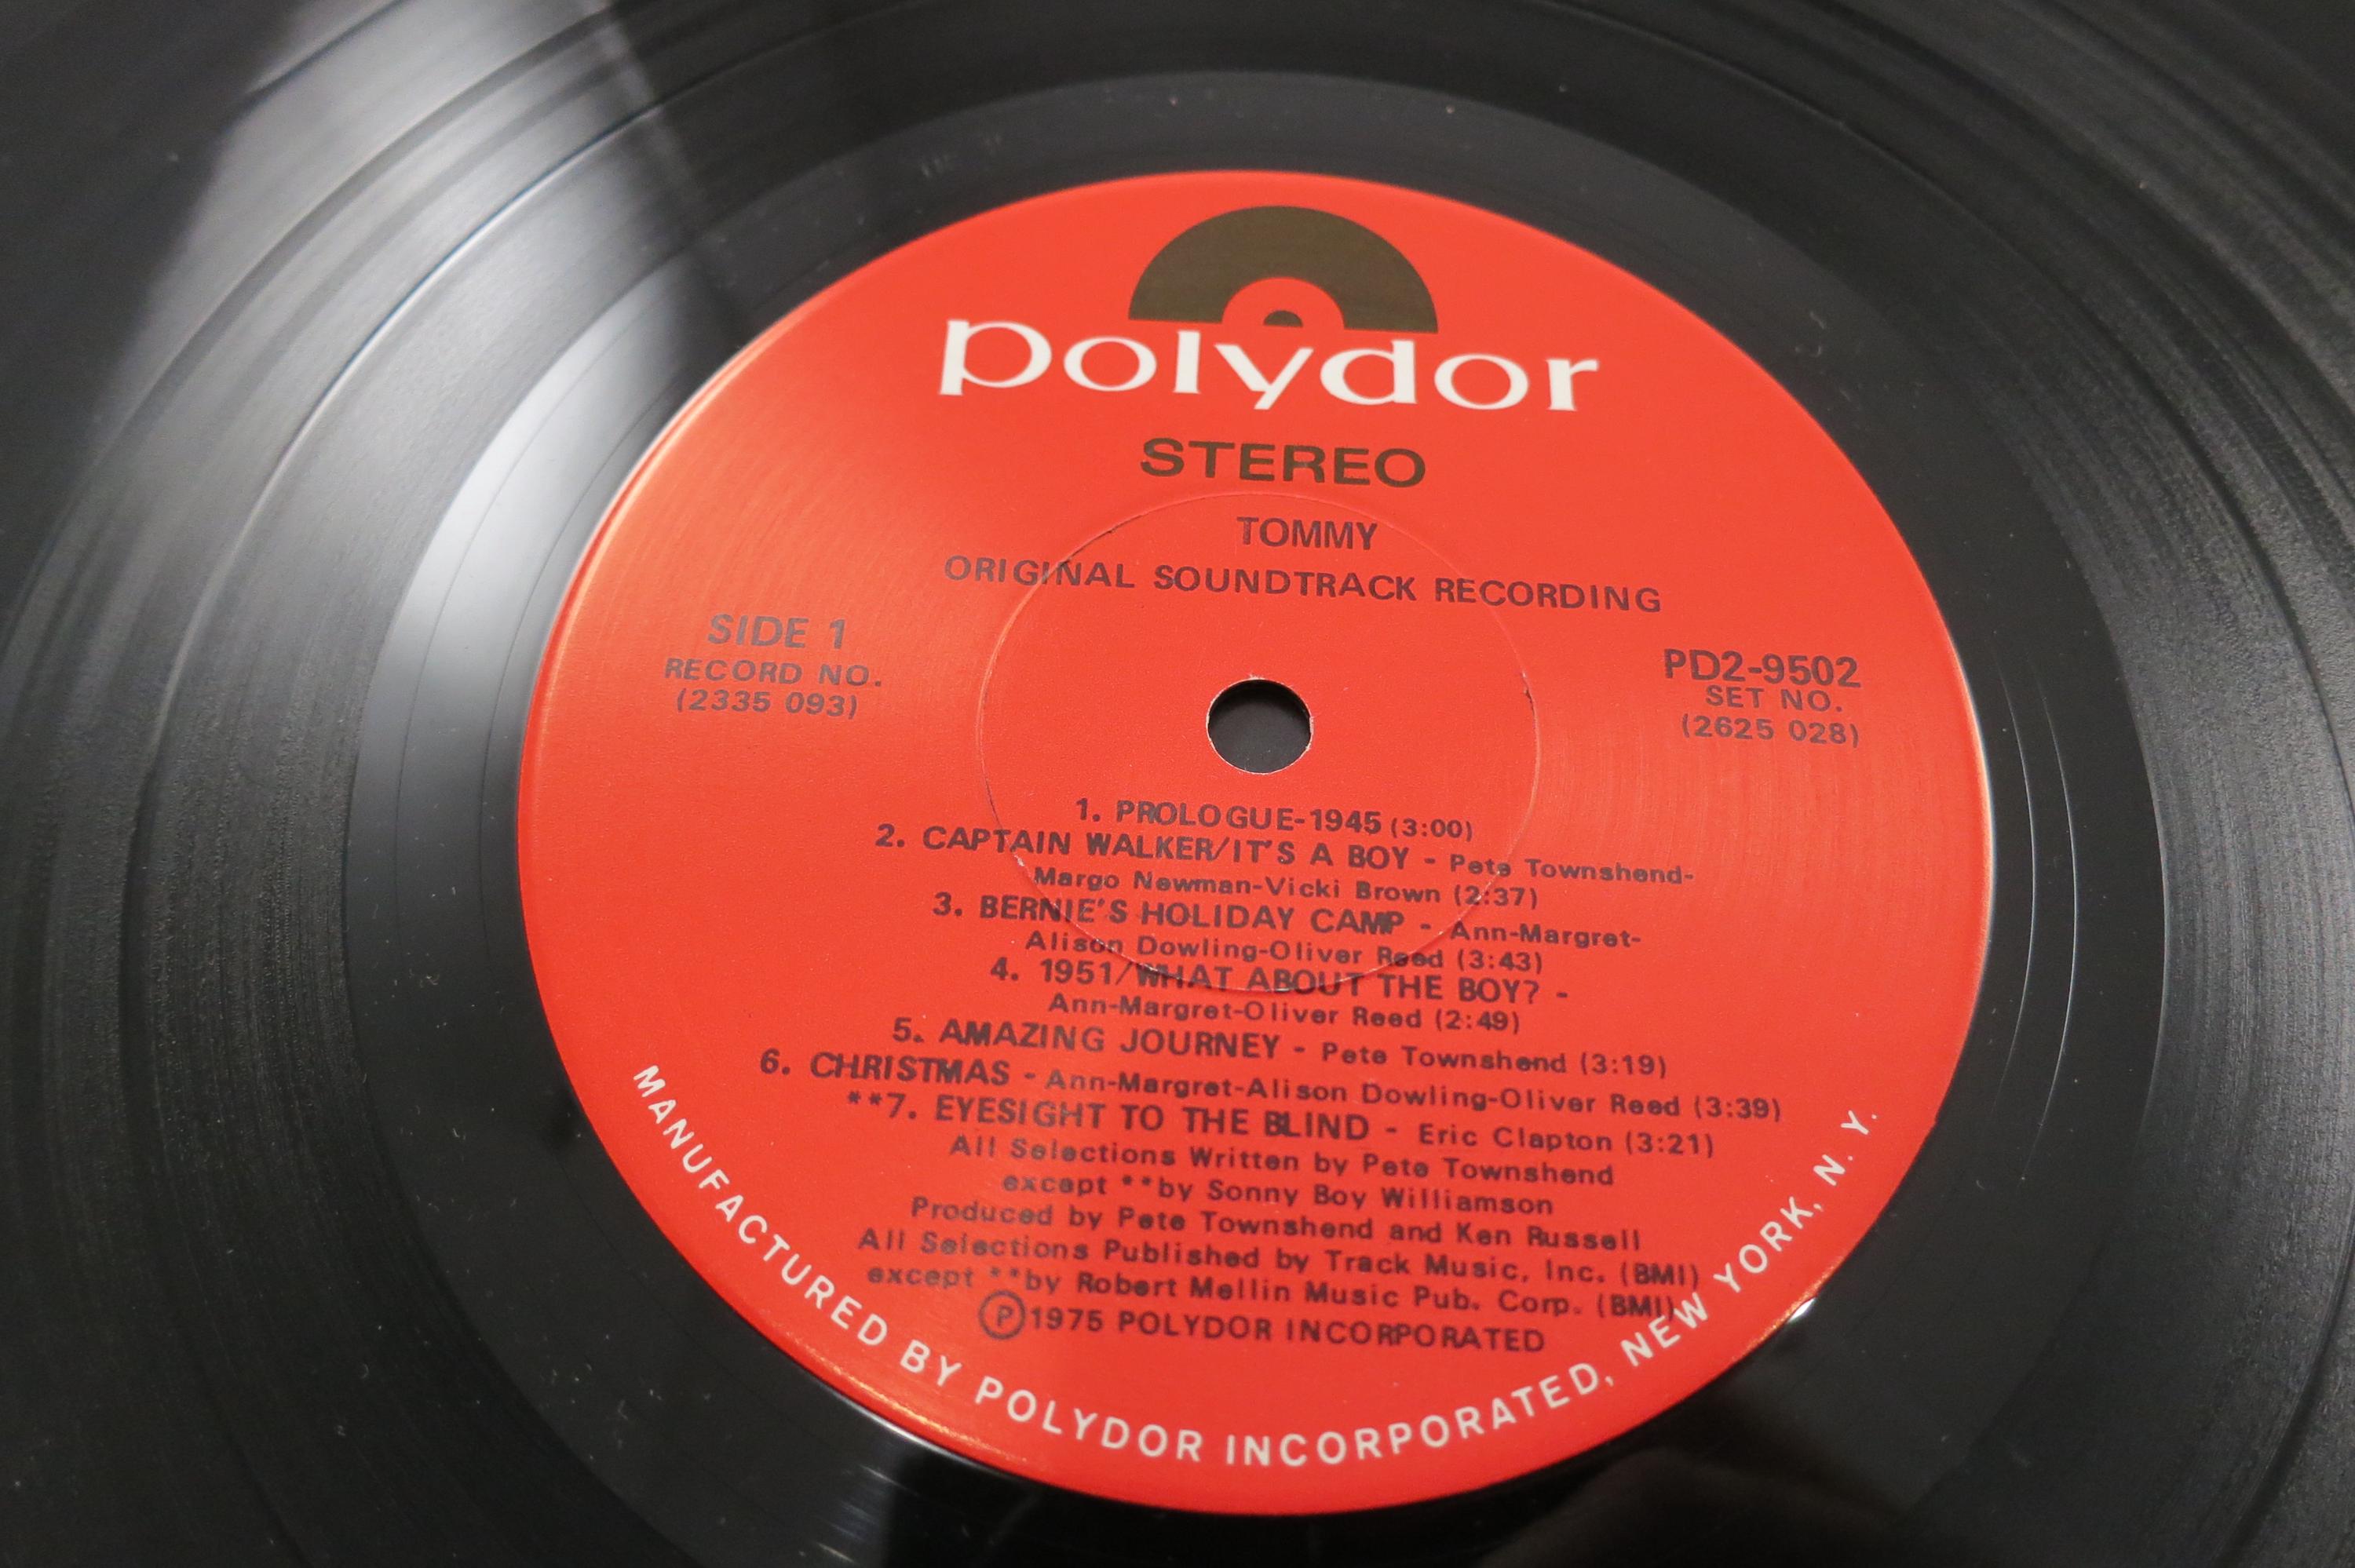 polydor
STEREO
TOMMY
ORIGINAL SOUNDTRACK RECORDING
SIDE 1
RECORD NO.
(2335 093)
PD2-9502
SET NO.
(2625 028)
1. PROLOGUE-1945 (3:00)
2. CAPTAIN WALKER/IT'S A BOY - Pete Townshend-
Margo Newman-Vicki Brown (2:37)
3. BERNIE'S HOLIDAY CAMP - Ann-Margret-
Alison Dowling-Oliver Reed (3:43)
4. 1951/WHAT ABOUT THE BOY? -
Ann-Margret-Oliver Reed (2:49)
5. AMAZING JOURNEY - Pete Townshend (3:19)
6. CHRISTMAS - Ann-Margret-Alison Dowling-Oliver Reed (3:39)
**7. EYESIGHT TO THE BLIND - Eric Clapton (3:21)
All Selections Written by Pete Townshend
except **by Sonny Boy Williamson
Produced by Pete Townshend and Ken Russell
All Selections Published by Track Music, Inc. (BMI)
except **by Robert Mellin Music Pub. Corp. (BMI)
℗1975 POLYDOR INCORPORATED
MANUFACTURED BY POLYDOR INCORPORATED, NEW YORK, N. Y.